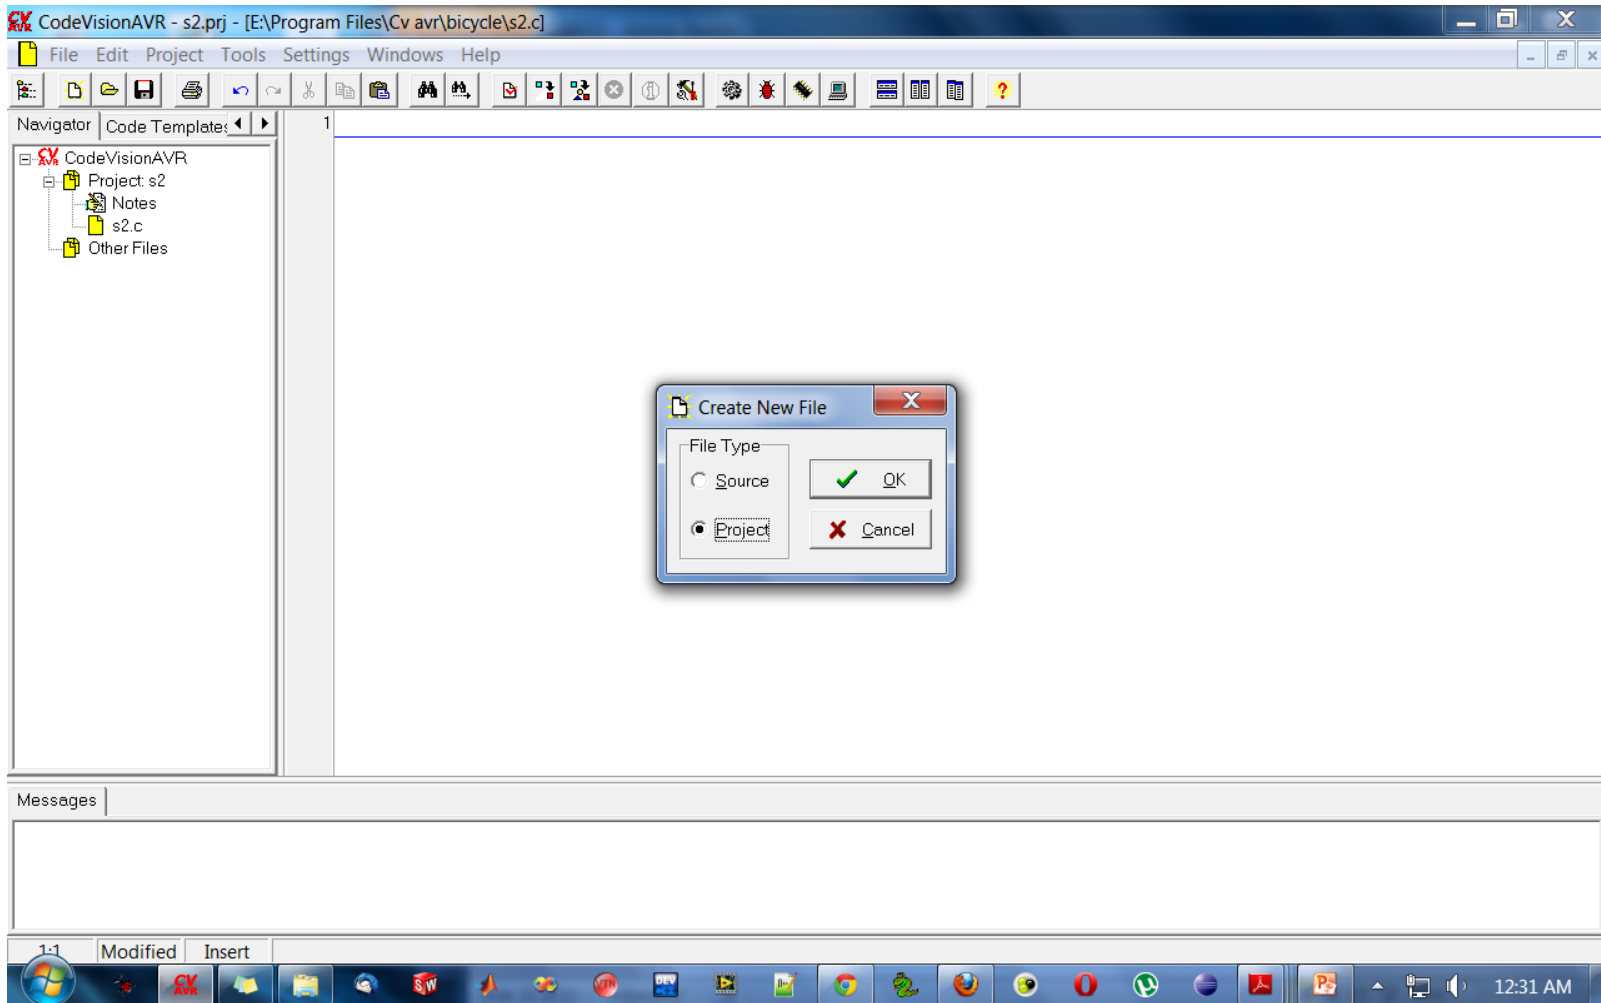 CodeVisionAVR - s2.prj - [E:\Program Files\Cv avr\bicycle\s2.c]
File Edit Project Tools Settings Windows Help
Navigator Code Templates
1
CodeVisionAVR
Project: s2
Notes
s2.c
Other Files
Create New File
File Type
Source
OK
Project
Cancel
Messages
1:1 Modified Insert
12:31 AM